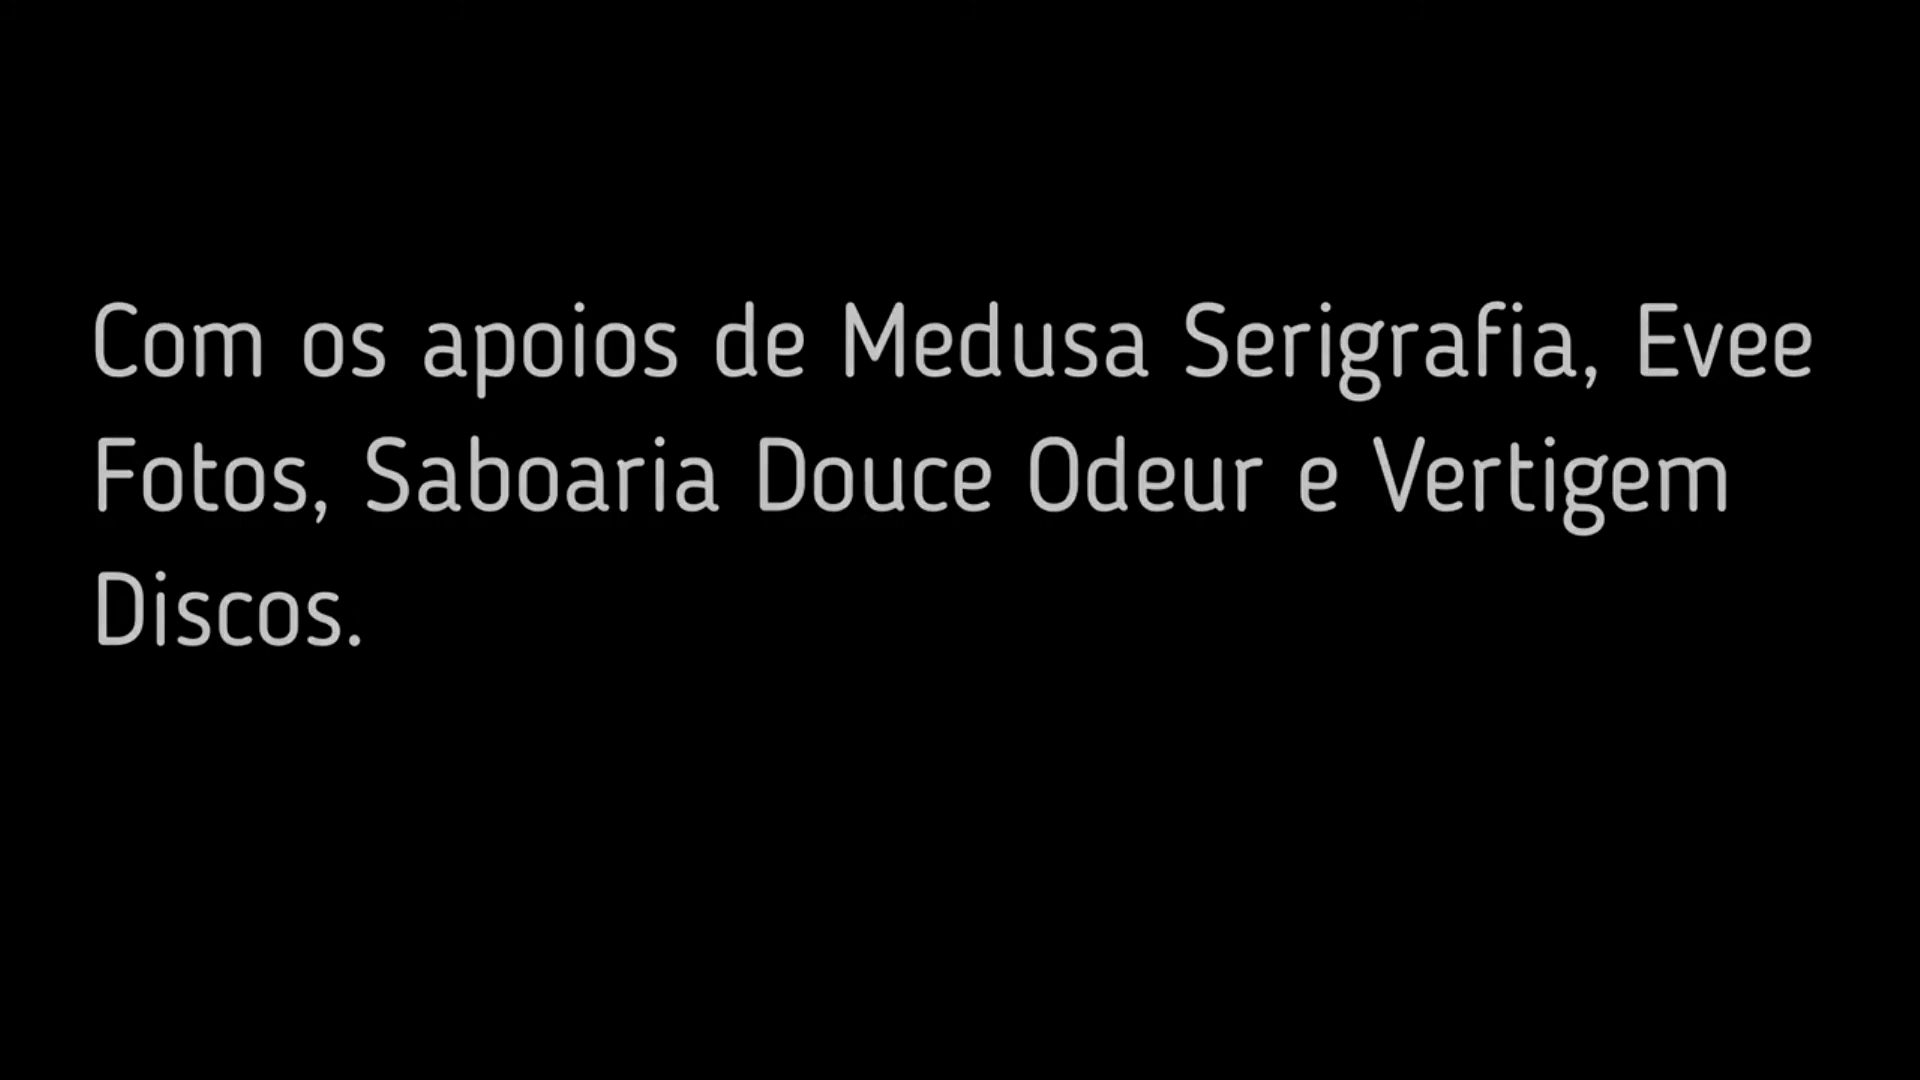 Com os apoios de Medusa Serigrafia, Evee
Fotos, Saboaria Douce Odeur e Vertigem
Discos.